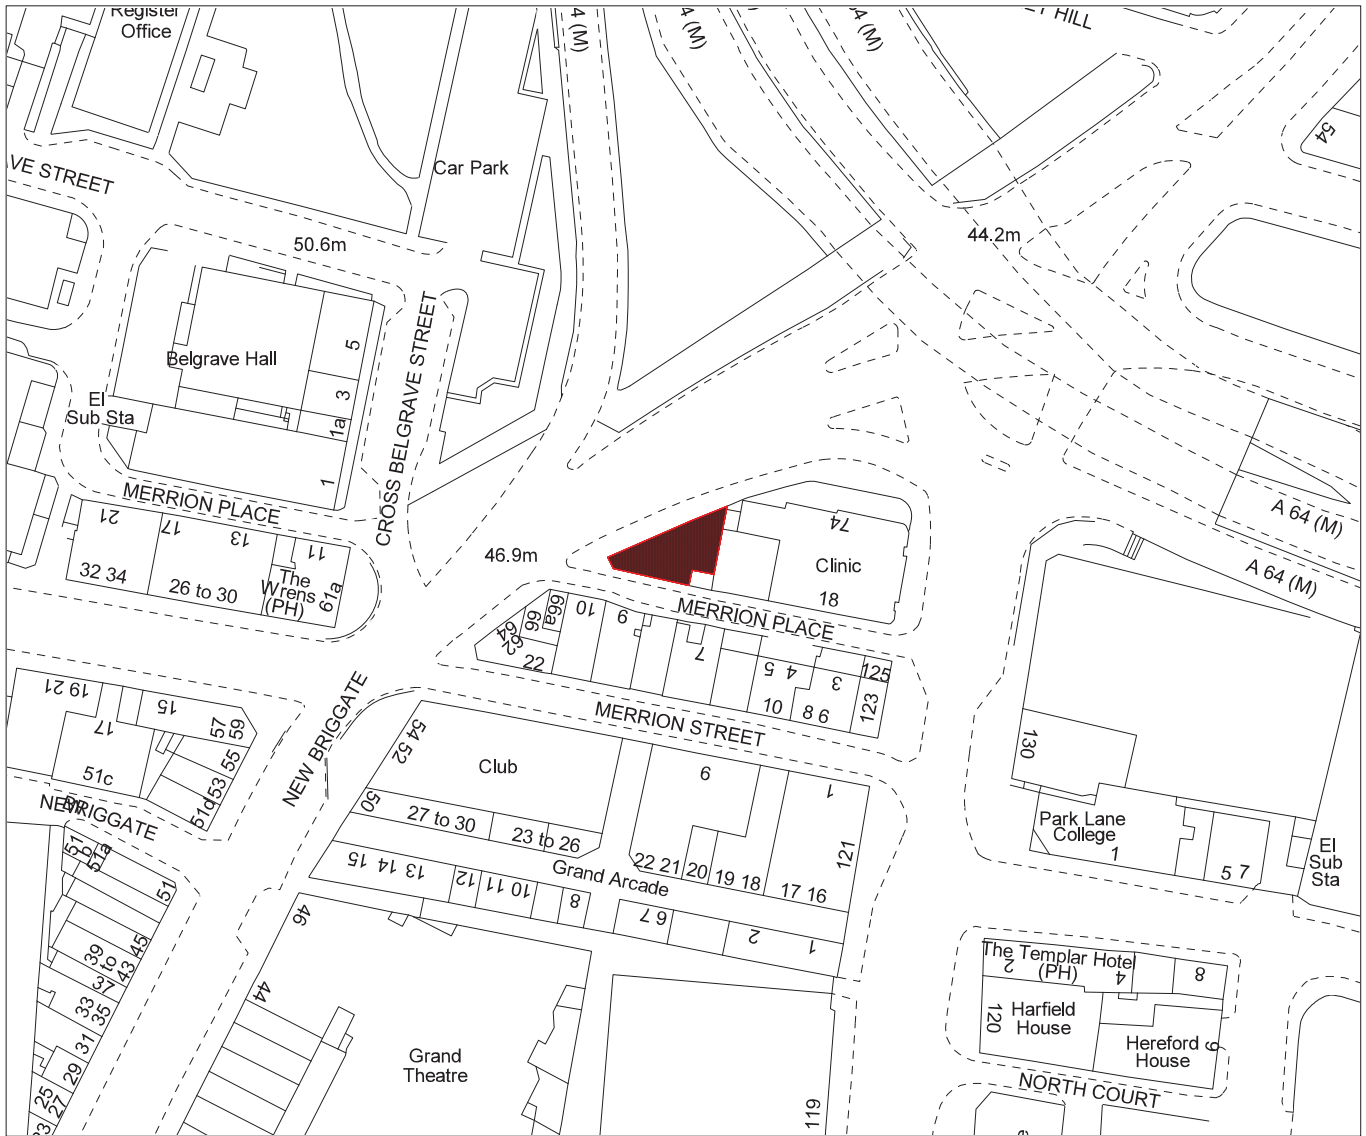 Register
Office
4 (M)
4 (M)
64 (M)
HILL
54
VE STREET
Car Park
50.6m
44.2m
CROSS BELGRAVE STREET
Belgrave Hall
5
3
1a
1
El
Sub Sta
MERRION PLACE
21
17
13
11
32 34
26 to 30
The
Wrens
(PH)
61a
46.9m
74
Clinic
18
MERRION PLACE
A 64 (M)
A 64 (M)
64
62
66
66a
22
10
9
7
5
4
3
125
10
8 6
123
MERRION STREET
NEW BRIGGATE
19 21
15
17
57
59
55
53
51d
51c
NEW BRIGGATE
54 52
Club
50
27 to 30
23 to 26
6
1
121
22 21
20
19 18
17 16
Grand Arcade
15
14
13
12
10 11
8
6 7
2
1
130
Park Lane
College
1
5 7
El
Sub
Sta
51
b
51a
51
45
39
to
43
37
33
35
31
29
25
27
23
46
44
Grand
Theatre
119
The Templar Hotel
(PH)
2
4
8
120
Harfield
House
Hereford
House
9
NORTH COURT